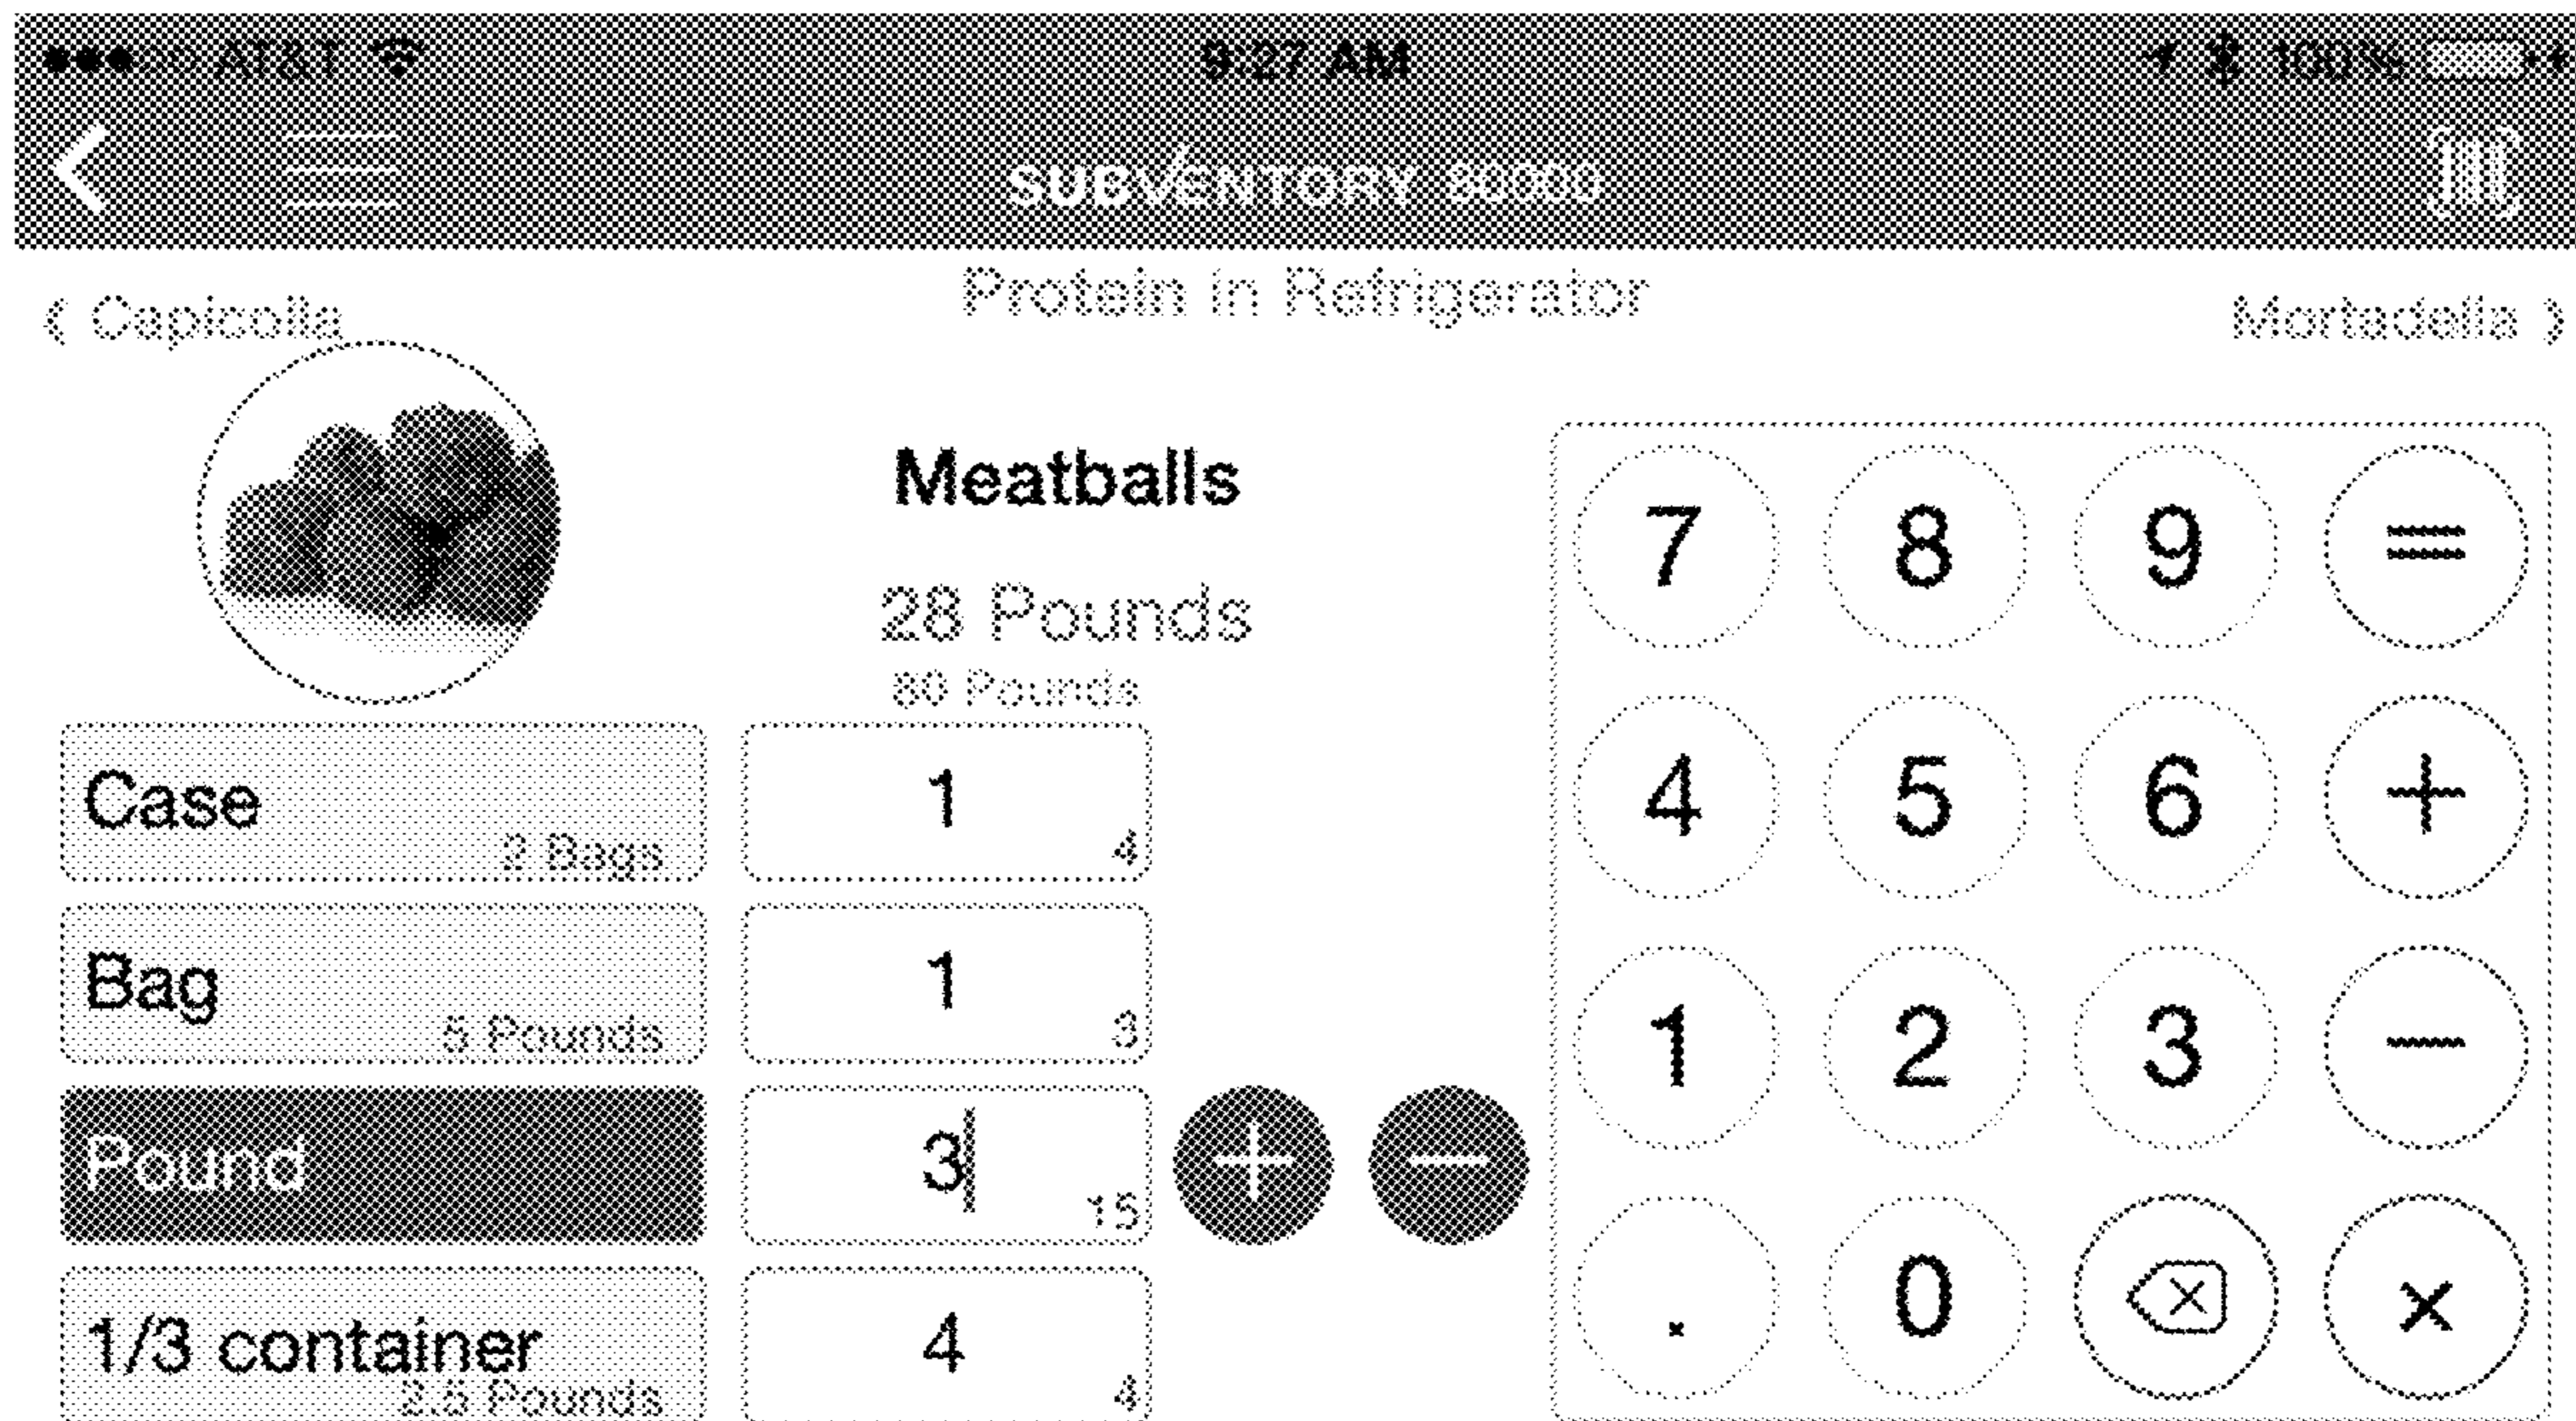 AT&T 9:27 AM 100%
SUBVENTORY 80000
Protein in Refrigerator
Capicolla Mortadella
Meatballs
28 Pounds
80 Pounds
Case
2 Bags
1
4
Bag
5 Pounds
1
3
Pound
3
15
+ −
1/3 container
2.5 Pounds
4
4
7 8 9 =
4 5 6 +
1 2 3 −
. 0 ×